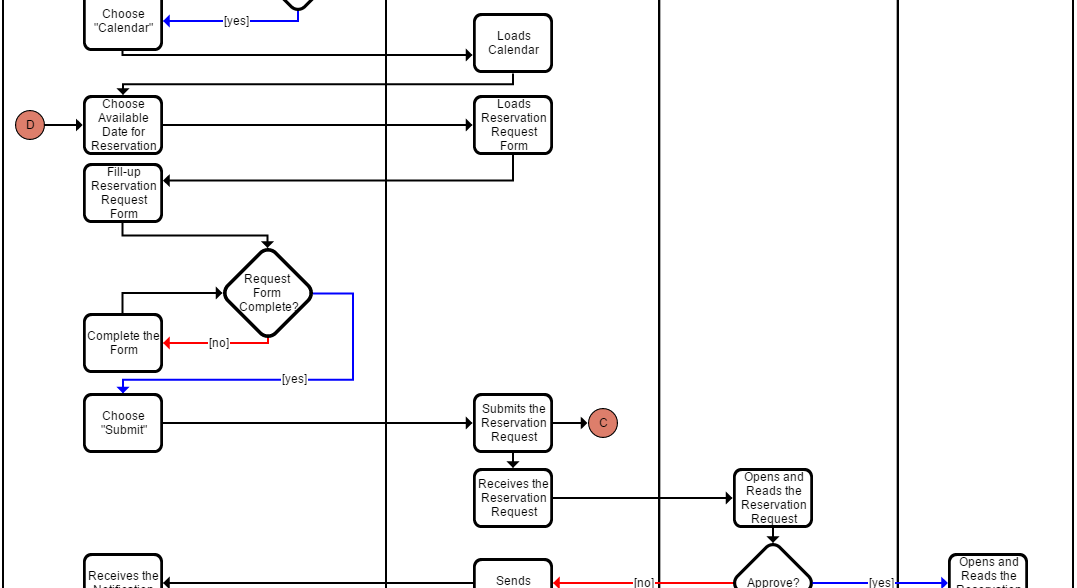 Choose
"Calendar"
[yes]
Loads
Calendar
D
Choose
Available
Date for
Reservation
Loads
Reservation
Request
Form
Fill-up
Reservation
Request
Form
Request
Form
Complete?
Complete the
Form
[no]
[yes]
Choose
"Submit"
Submits the
Reservation
Request
C
Receives the
Reservation
Request
Opens and
Reads the
Reservation
Request
Receives the
Notification
Sends
[no]
Approve?
[yes]
Opens and
Reads the
Reservation